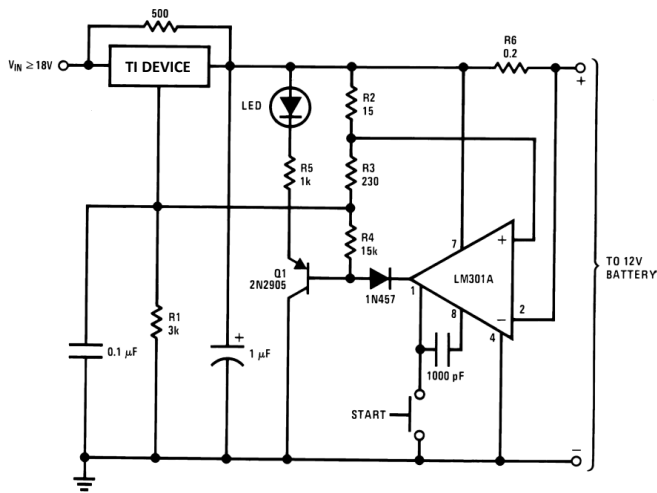 500
V_IN ≥ 18V
TI DEVICE
R6
0.2
+
LED
R2
15
R5
1k
R3
230
R4
15k
Q1
2N2905
1N457
7
+
LM301A
2
−
1
8
4
1000 pF
START
R1
3k
0.1 μF
+
1 μF
TO 12V
BATTERY
−